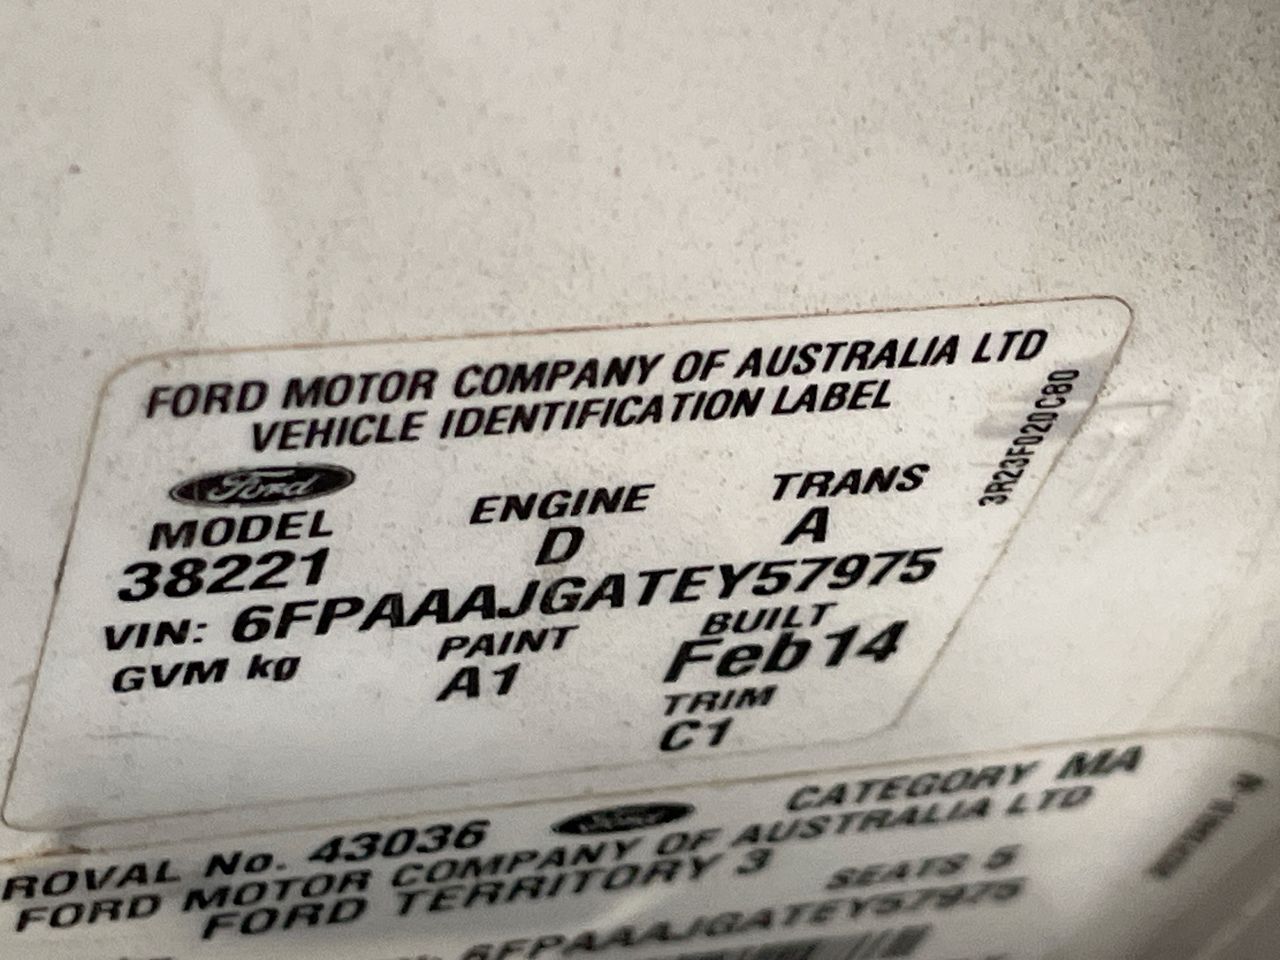 FORD MOTOR COMPANY OF AUSTRALIA LTD
VEHICLE IDENTIFICATION LABEL
3R23F020C80
Ford
MODEL ENGINE TRANS
38221 D A
VIN: 6FPAAAJGATEY57975
GVM kg PAINT BUILT
A1 Feb 14
TRIM
C1
ROVAL No. 43036 Ford CATEGORY MA
FORD MOTOR COMPANY OF AUSTRALIA LTD
FORD TERRITORY 3 SEATS 5
6FPAAAJGATEY57975